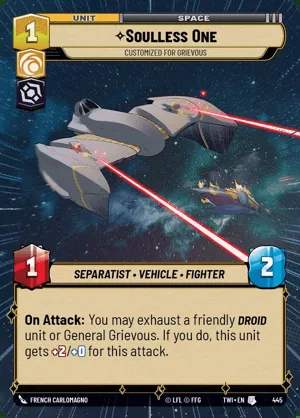 UNIT SPACE
1 SOULLESS ONE
CUSTOMIZED FOR GRIEVOUS
1 2
SEPARATIST • VEHICLE • FIGHTER
On Attack: You may exhaust a friendly DROID
unit or General Grievous. If you do, this unit
gets +2/+0 for this attack.
FRENCH CARLOMAGNO © LFL © FFG TWI • EN 445